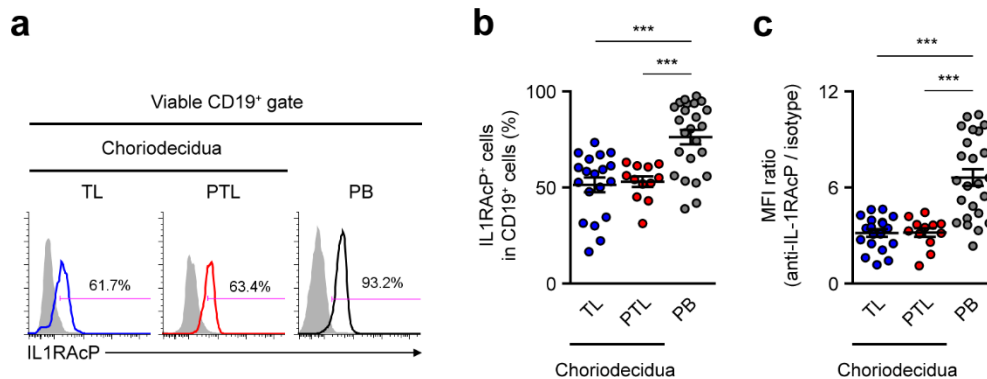 a
Viable CD19⁺ gate
Choriodecidua
TL
PTL
PB
61.7%
63.4%
93.2%
IL1RAcP
b
***
***
IL1RAcP⁺ cells
in CD19⁺ cells (%)
100
50
0
TL
PTL
PB
Choriodecidua
c
***
***
MFI ratio
(anti-IL-1RAcP / isotype)
12
6
0
TL
PTL
PB
Choriodecidua